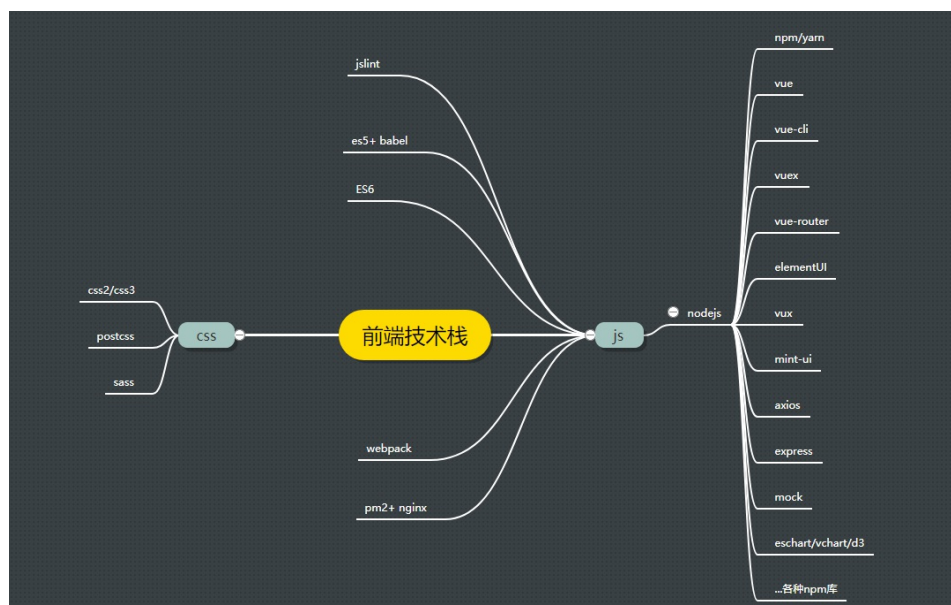 前端技术栈
css
css2/css3
postcss
sass
js
jslint
es5+ babel
ES6
webpack
pm2+ nginx
nodejs
npm/yarn
vue
vue-cli
vuex
vue-router
elementUI
vux
mint-ui
axios
express
mock
eschart/vchart/d3
...各种npm库